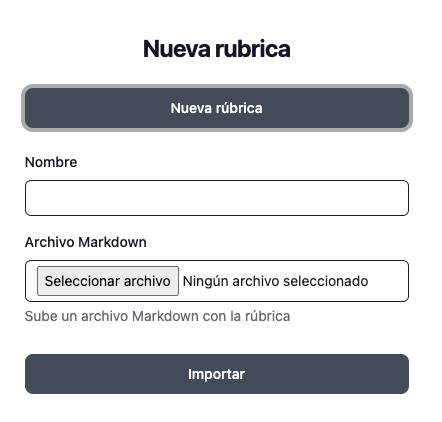 Nueva rubrica
Nueva rúbrica
Nombre
Archivo Markdown
Seleccionar archivo Ningún archivo seleccionado
Sube un archivo Markdown con la rúbrica
Importar